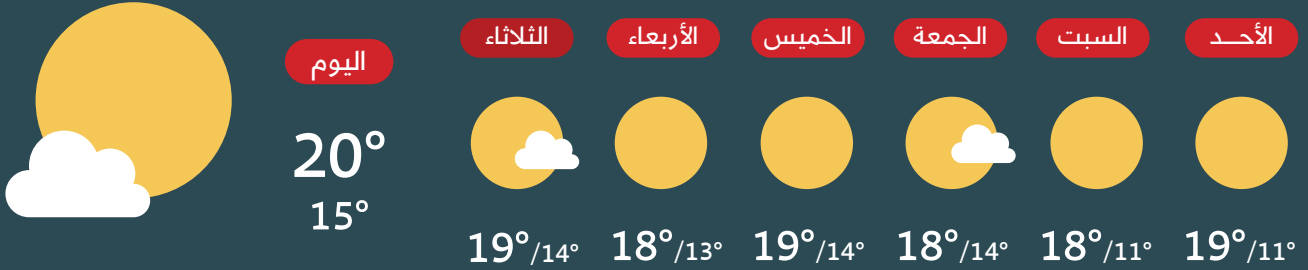 اليوم
20°
15°
الثلاثاء
19°/14°
الأربعاء
18°/13°
الخميس
19°/14°
الجمعة
18°/14°
السبت
18°/11°
الأحــد
19°/11°